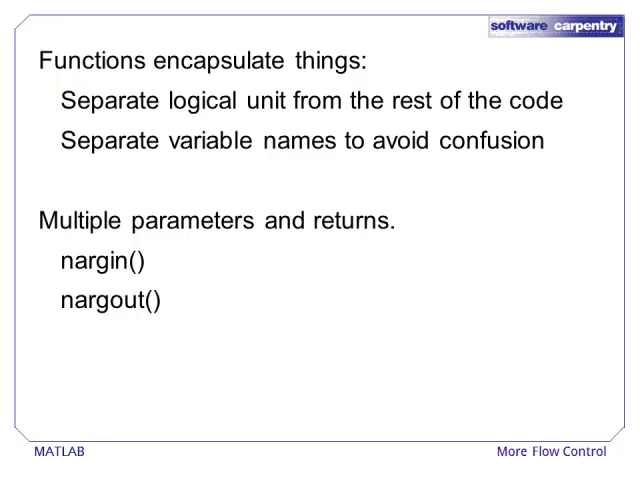 software carpentry
Functions encapsulate things:
Separate logical unit from the rest of the code
Separate variable names to avoid confusion
Multiple parameters and returns.
nargin()
nargout()
MATLAB
More Flow Control